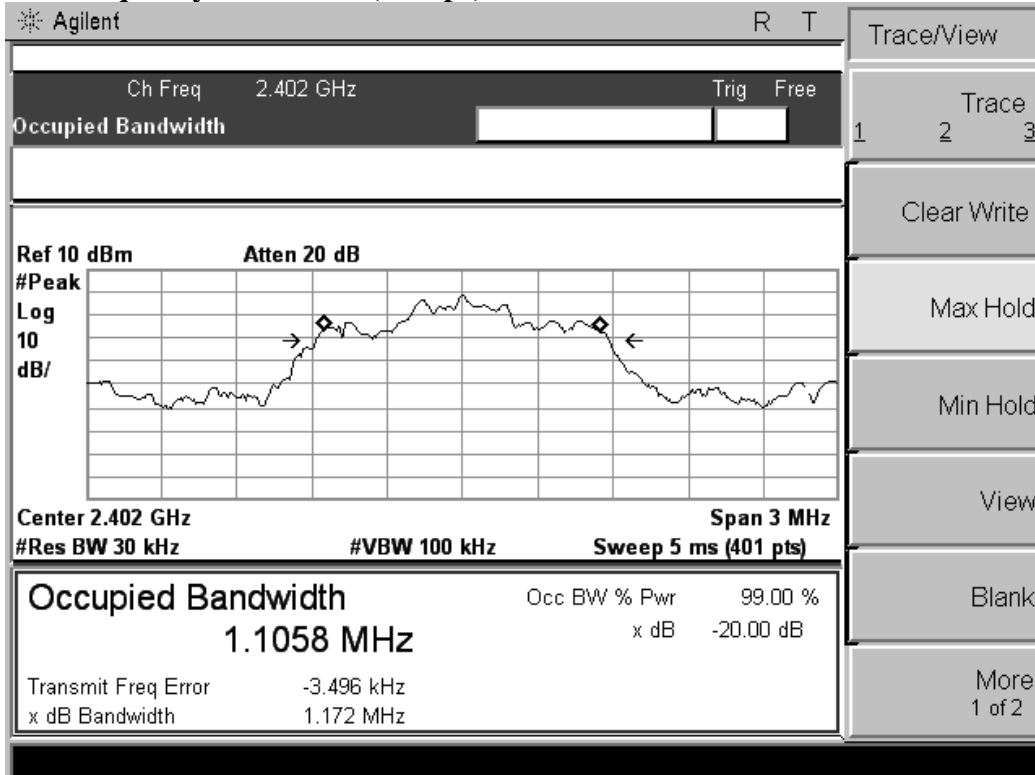 Agilent R T
Trace/View
Ch Freq 2.402 GHz Trig Free
Occupied Bandwidth
Trace
1 2 3
Clear Write
Max Hold
Min Hold
View
Blank
More
1 of 2
Ref 10 dBm Atten 20 dB
#Peak
Log
10
dB/
Center 2.402 GHz Span 3 MHz
#Res BW 30 kHz #VBW 100 kHz Sweep 5 ms (401 pts)
Occupied Bandwidth Occ BW % Pwr 99.00 %
1.1058 MHz x dB -20.00 dB
Transmit Freq Error -3.496 kHz
x dB Bandwidth 1.172 MHz